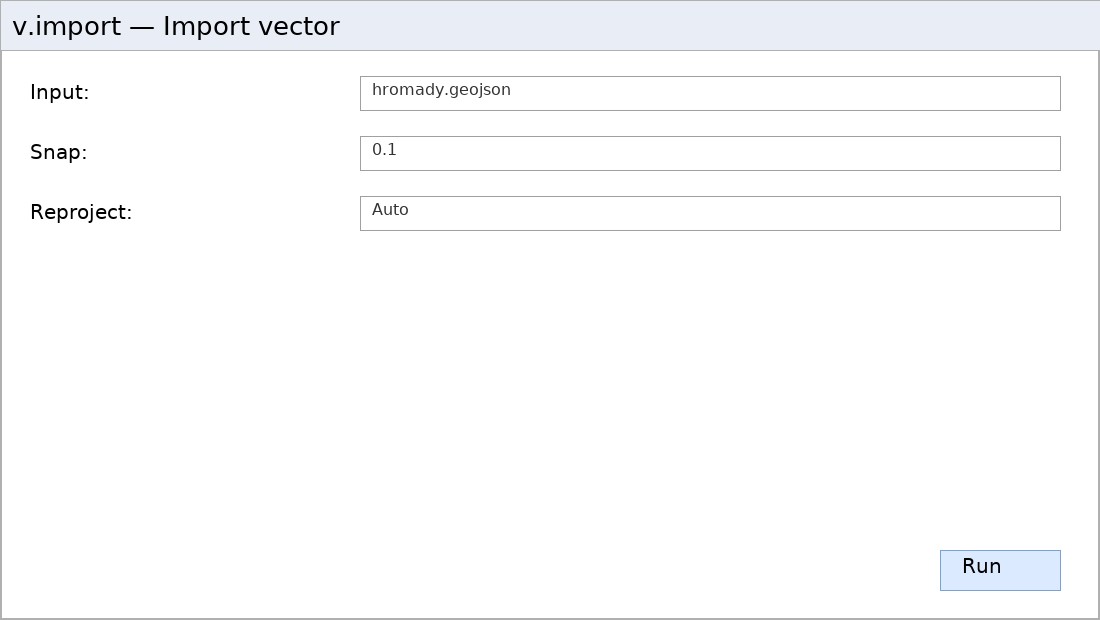 v.import — Import vector
Input: hromady.geojson
Snap: 0.1
Reproject: Auto
Run